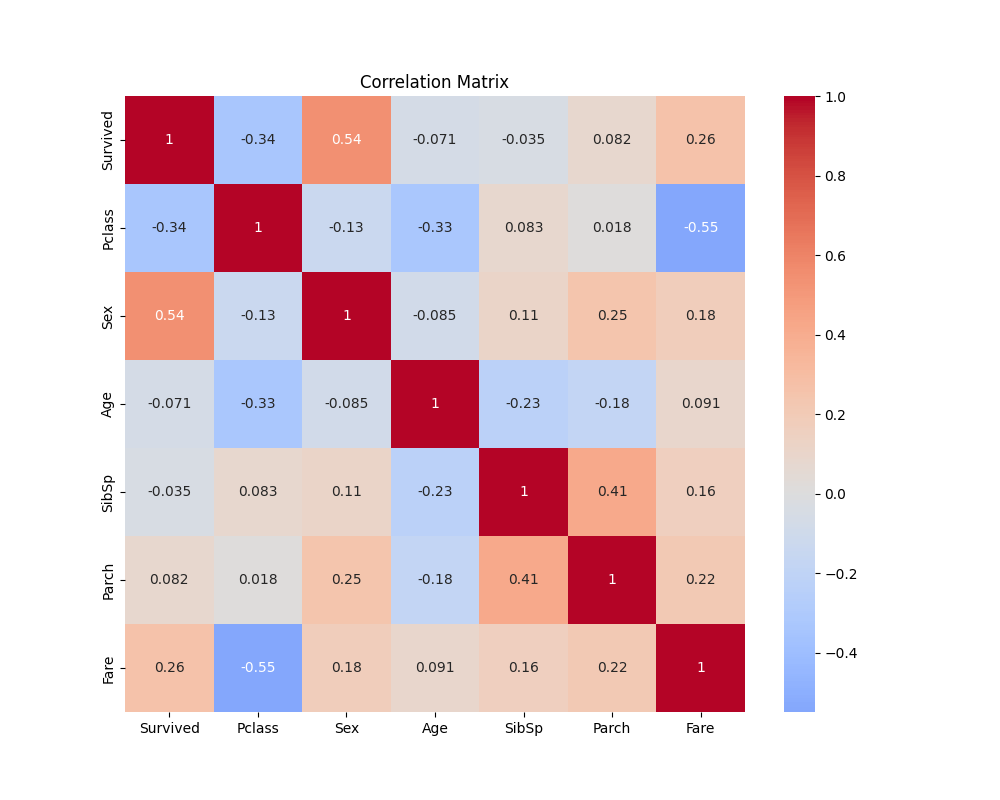 Correlation Matrix
Survived 1 -0.34 0.54 -0.071 -0.035 0.082 0.26
Pclass -0.34 1 -0.13 -0.33 0.083 0.018 -0.55
Sex 0.54 -0.13 1 -0.085 0.11 0.25 0.18
Age -0.071 -0.33 -0.085 1 -0.23 -0.18 0.091
SibSp -0.035 0.083 0.11 -0.23 1 0.41 0.16
Parch 0.082 0.018 0.25 -0.18 0.41 1 0.22
Fare 0.26 -0.55 0.18 0.091 0.16 0.22 1
Survived Pclass Sex Age SibSp Parch Fare
1.0
0.8
0.6
0.4
0.2
0.0
−0.2
−0.4